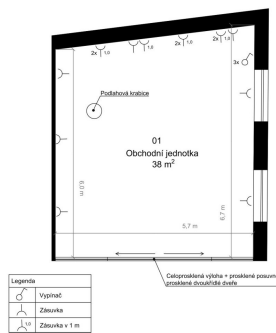 2x
1,0
1,0
2x
1,0
2x
1,0
3x
Podlahová krabice
01
Obchodní jednotka
38 m²
6,0 m
6,7 m
5,7 m
Celoprosklená výloha + prosklené posuvné
prosklené dvoukřídlé dveře
Legenda
Vypínač
Zásuvka
1,0
Zásuvka v 1 m